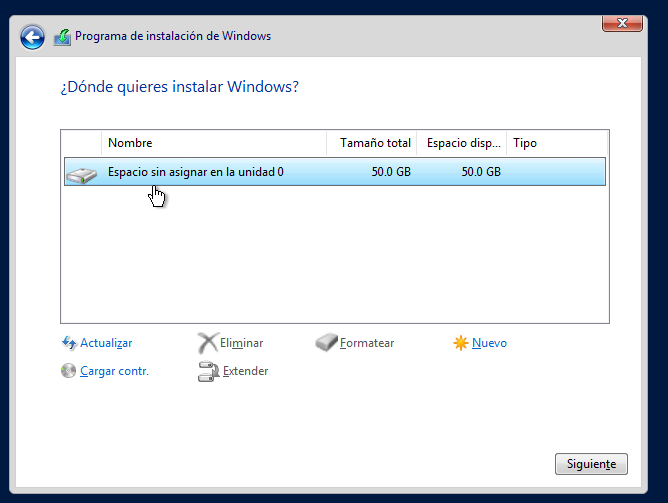 Programa de instalación de Windows
¿Dónde quieres instalar Windows?
Nombre Tamaño total Espacio disp... Tipo
Espacio sin asignar en la unidad 0 50.0 GB 50.0 GB
Actualizar Eliminar Formatear Nuevo
Cargar contr. Extender
Siguiente